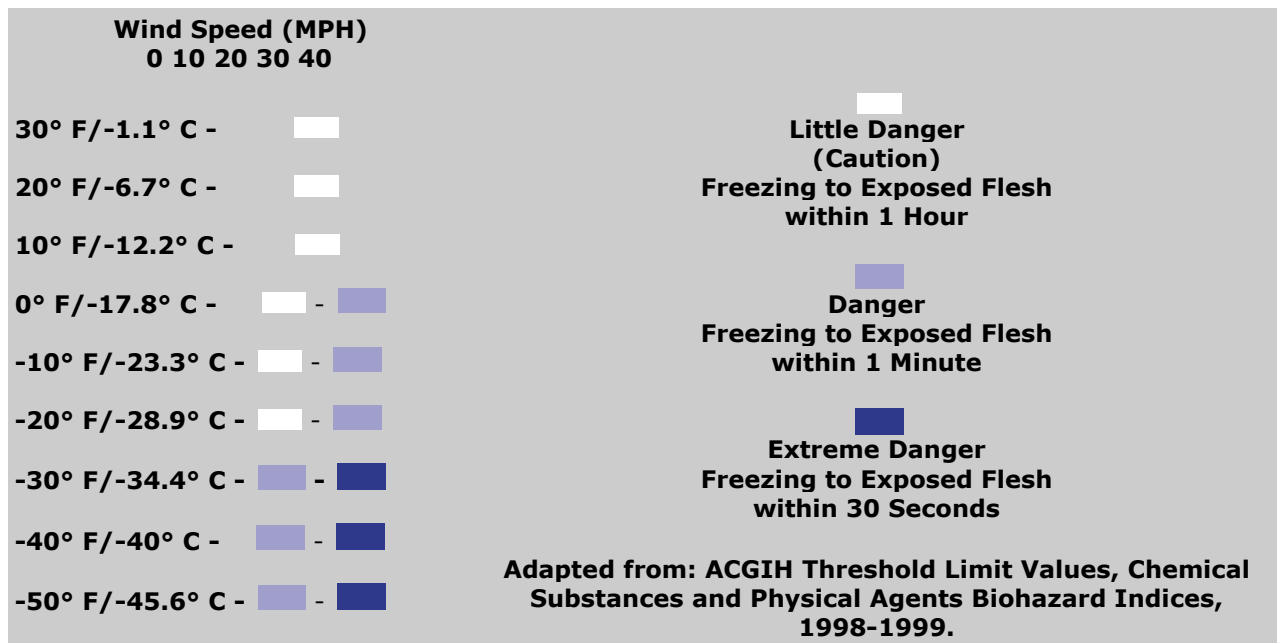 Wind Speed (MPH)
0 10 20 30 40
30° F/-1.1° C -
20° F/-6.7° C -
10° F/-12.2° C -
0° F/-17.8° C - -
-10° F/-23.3° C - -
-20° F/-28.9° C - -
-30° F/-34.4° C - -
-40° F/-40° C - -
-50° F/-45.6° C - -
Little Danger
(Caution)
Freezing to Exposed Flesh
within 1 Hour
Danger
Freezing to Exposed Flesh
within 1 Minute
Extreme Danger
Freezing to Exposed Flesh
within 30 Seconds
Adapted from: ACGIH Threshold Limit Values, Chemical
Substances and Physical Agents Biohazard Indices,
1998-1999.